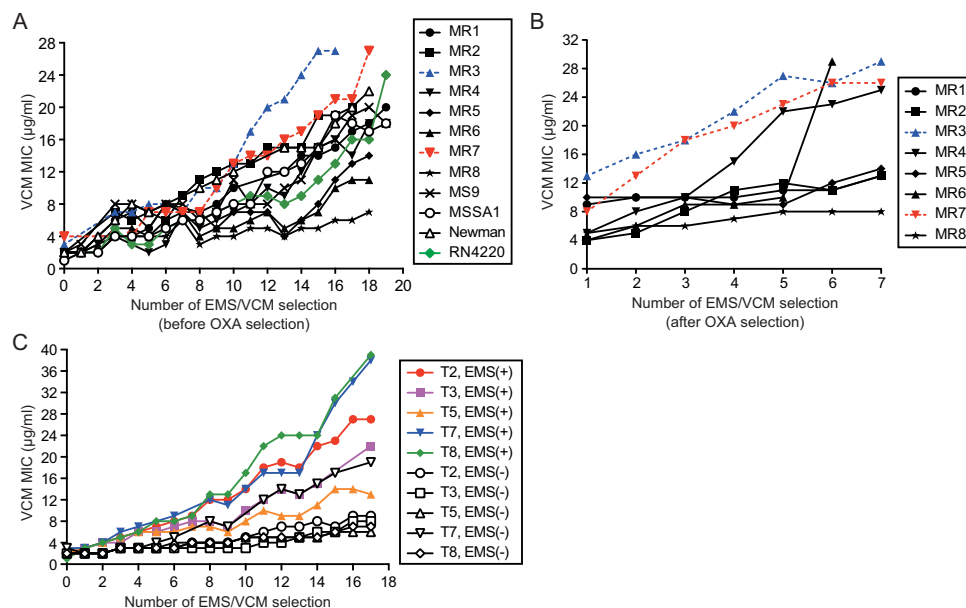 A
VCM MIC (μg/ml)
28
24
20
16
12
8
4
0
0 2 4 6 8 10 12 14 16 18 20
Number of EMS/VCM selection
(before OXA selection)
MR1
MR2
MR3
MR4
MR5
MR6
MR7
MR8
MS9
MSSA1
Newman
RN4220
B
VCM MIC (μg/ml)
32
28
24
20
16
12
8
4
0
1 2 3 4 5 6 7
Number of EMS/VCM selection
(after OXA selection)
MR1
MR2
MR3
MR4
MR5
MR6
MR7
MR8
C
VCM MIC (μg/ml)
40
36
32
28
24
20
16
12
8
4
0
0 2 4 6 8 10 12 14 16 18
Number of EMS/VCM selection
T2, EMS(+)
T3, EMS(+)
T5, EMS(+)
T7, EMS(+)
T8, EMS(+)
T2, EMS(-)
T3, EMS(-)
T5, EMS(-)
T7, EMS(-)
T8, EMS(-)